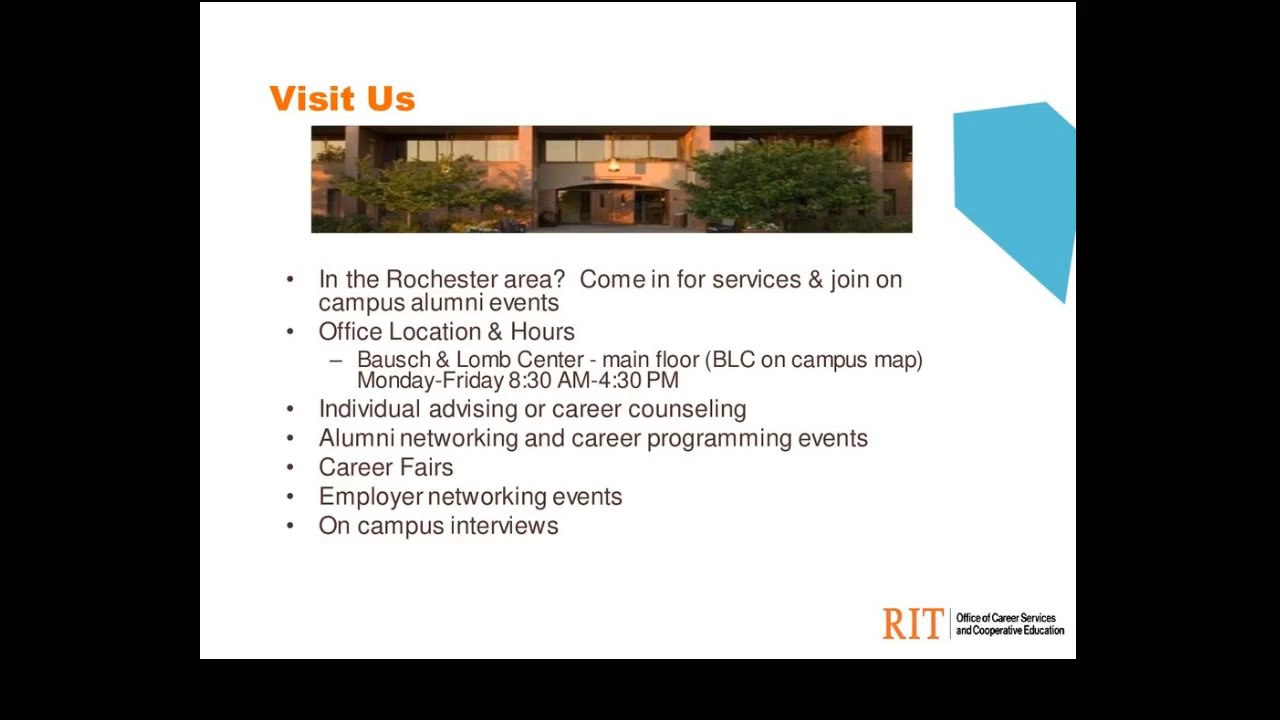 Visit Us
• In the Rochester area? Come in for services & join on
campus alumni events
• Office Location & Hours
– Bausch & Lomb Center - main floor (BLC on campus map)
Monday-Friday 8:30 AM-4:30 PM
• Individual advising or career counseling
• Alumni networking and career programming events
• Career Fairs
• Employer networking events
• On campus interviews
RIT | Office of Career Services
and Cooperative Education